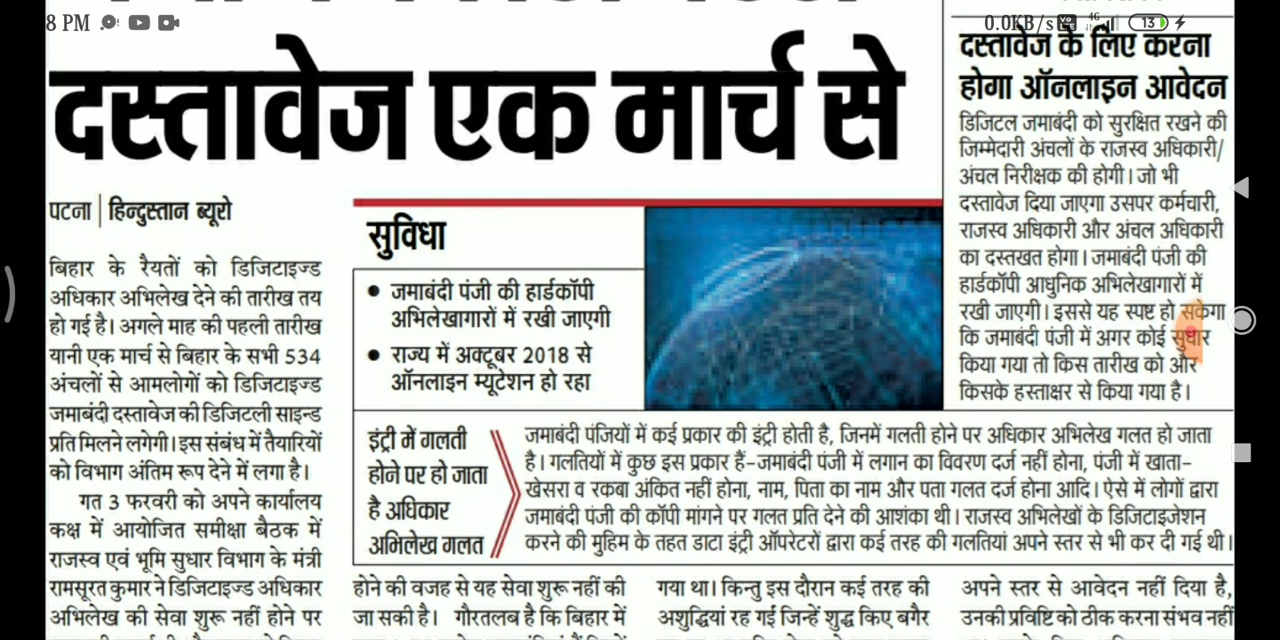 8 PM
0.0KB/s
4G
13
दस्तावेज एक मार्च से
पटना | हिन्दुस्तान ब्यूरो
बिहार के रैयतों को डिजिटाइज्ड
अधिकार अभिलेख देने की तारीख तय
हो गई है। अगले माह की पहली तारीख
यानी एक मार्च से बिहार के सभी 534
अंचलों से आमलोगों को डिजिटाइज्ड
जमाबंदी दस्तावेज की डिजिटली साइन्ड
प्रति मिलने लगेगी। इस संबंध में तैयारियों
को विभाग अंतिम रूप देने में लगा है।
गत 3 फरवरी को अपने कार्यालय
कक्ष में आयोजित समीक्षा बैठक में
राजस्व एवं भूमि सुधार विभाग के मंत्री
रामसूरत कुमार ने डिजिटाइज्ड अधिकार
अभिलेख की सेवा शुरू नहीं होने पर
सुविधा
● जमाबंदी पंजी की हार्डकॉपी
अभिलेखागारों में रखी जाएगी
● राज्य में अक्टूबर 2018 से
ऑनलाइन म्यूटेशन हो रहा
दस्तावेज के लिए करना
होगा ऑनलाइन आवेदन
डिजिटल जमाबंदी को सुरक्षित रखने की
जिम्मेदारी अंचलों के राजस्व अधिकारी/
अंचल निरीक्षक की होगी। जो भी
दस्तावेज दिया जाएगा उसपर कर्मचारी,
राजस्व अधिकारी और अंचल अधिकारी
का दस्तखत होगा। जमाबंदी पंजी की
हार्डकॉपी आधुनिक अभिलेखागारों में
रखी जाएगी। इससे यह स्पष्ट हो सकेगा
कि जमाबंदी पंजी में अगर कोई सुधार
किया गया तो किस तारीख को और
किसके हस्ताक्षर से किया गया है।
इंट्री में गलती
होने पर हो जाता
है अधिकार
अभिलेख गलत
जमाबंदी पंजियों में कई प्रकार की इंट्री होती है, जिनमें गलती होने पर अधिकार अभिलेख गलत हो जाता
है। गलतियों में कुछ इस प्रकार हैं-जमाबंदी पंजी में लगान का विवरण दर्ज नहीं होना, पंजी में खाता-
खेसरा व रकबा अंकित नहीं होना, नाम, पिता का नाम और पता गलत दर्ज होना आदि। ऐसे में लोगों द्वारा
जमाबंदी पंजी की कॉपी मांगने पर गलत प्रति देने की आशंका थी। राजस्व अभिलेखों के डिजिटाइजेशन
करने की मुहिम के तहत डाटा इंट्री ऑपरेटरों द्वारा कई तरह की गलतियां अपने स्तर से भी कर दी गई थी।
होने की वजह से यह सेवा शुरू नहीं की
जा सकी है। गौरतलब है कि बिहार में
गया था। किन्तु इस दौरान कई तरह की
अशुद्धियां रह गईं जिन्हें शुद्ध किए बगैर
अपने स्तर से आवेदन नहीं दिया है,
उनकी प्रविष्टि को ठीक करना संभव नहीं